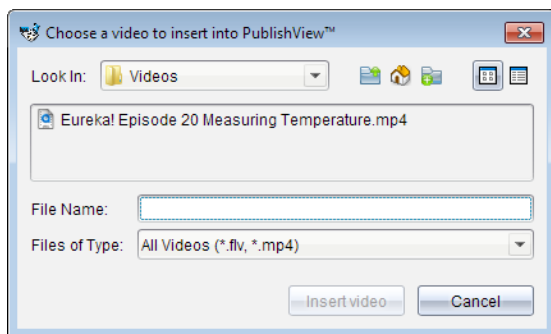 Choose a video to insert into PublishView™
Look In: Videos
Eureka! Episode 20 Measuring Temperature.mp4
File Name:
Files of Type: All Videos (*.flv, *.mp4)
Insert video Cancel